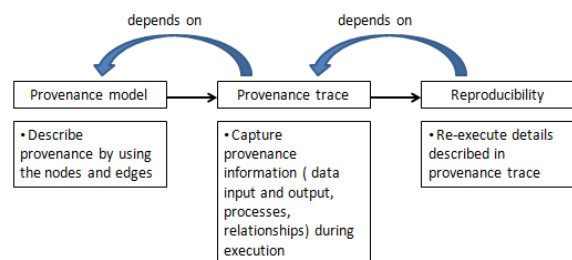 depends on
depends on
Provenance model
Provenance trace
Reproducibility
• Describe
provenance by using
the nodes and edges
• Capture
provenance
information ( data
input and output,
processes,
relationships) during
execution
• Re-execute details
described in
provenance trace